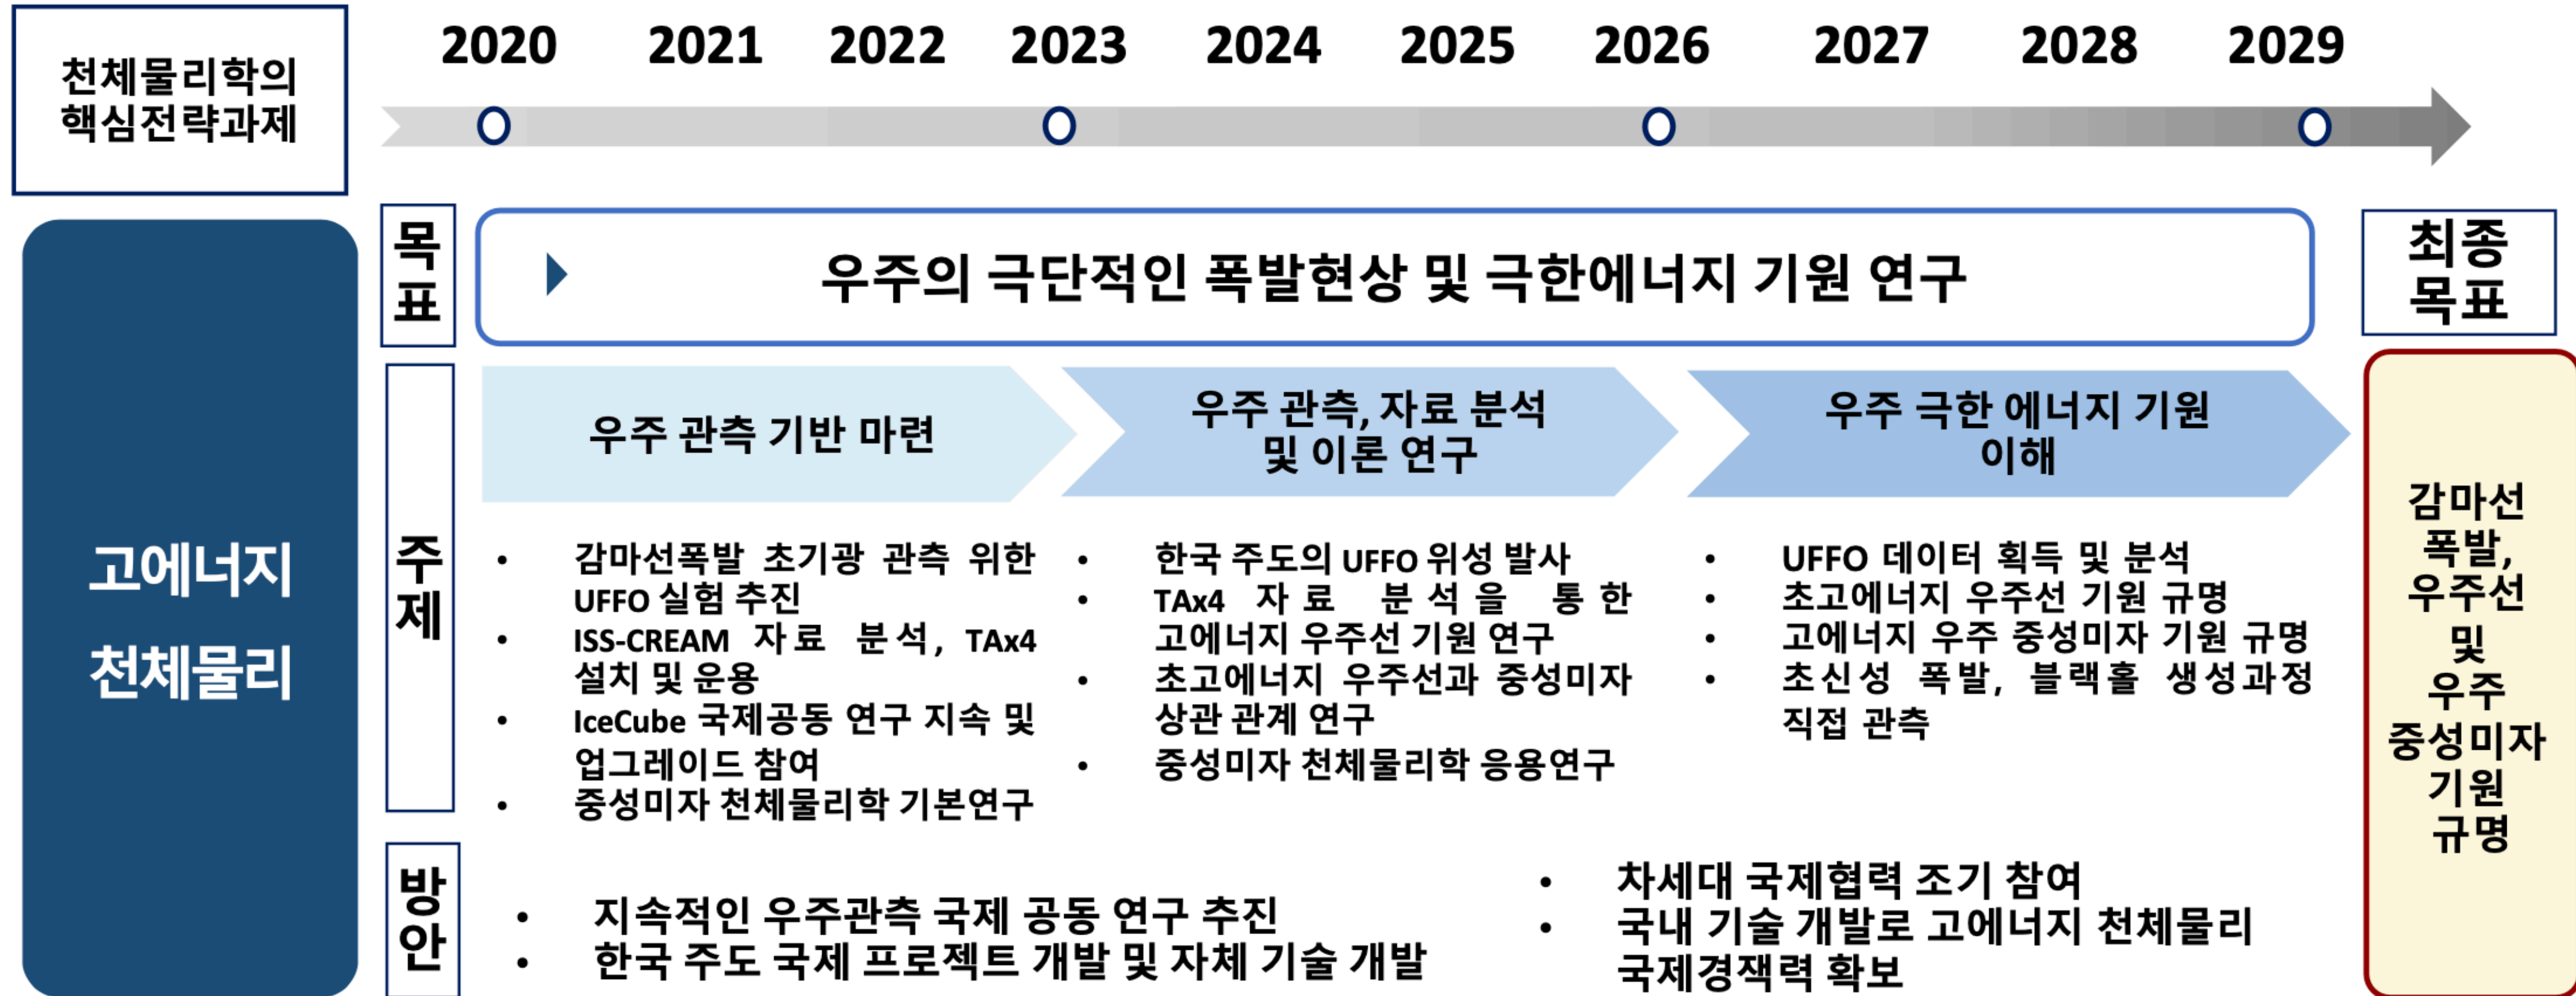 천체물리학의
핵심전략과제
2020 2021 2022 2023 2024 2025 2026 2027 2028 2029
목
표
우주의 극단적인 폭발현상 및 극한에너지 기원 연구
최종
목표
고에너지
천체물리
주
제
우주 관측 기반 마련
• 감마선폭발 초기광 관측 위한
UFFO 실험 추진
• ISS-CREAM 자료 분석, TAx4
설치 및 운용
• IceCube 국제공동 연구 지속 및
업그레이드 참여
• 중성미자 천체물리학 기본연구
우주 관측, 자료 분석
및 이론 연구
• 한국 주도의 UFFO 위성 발사
• TAx4 자료 분석을 통한
고에너지 우주선 기원 연구
• 초고에너지 우주선과 중성미자
상관 관계 연구
• 중성미자 천체물리학 응용연구
우주 극한 에너지 기원
이해
• UFFO 데이터 획득 및 분석
• 초고에너지 우주선 기원 규명
• 고에너지 우주 중성미자 기원 규명
• 초신성 폭발, 블랙홀 생성과정
직접 관측
감마선
폭발,
우주선
및
우주
중성미자
기원
규명
방
안
• 지속적인 우주관측 국제 공동 연구 추진
• 한국 주도 국제 프로젝트 개발 및 자체 기술 개발
• 차세대 국제협력 조기 참여
• 국내 기술 개발로 고에너지 천체물리
국제경잭력 확보